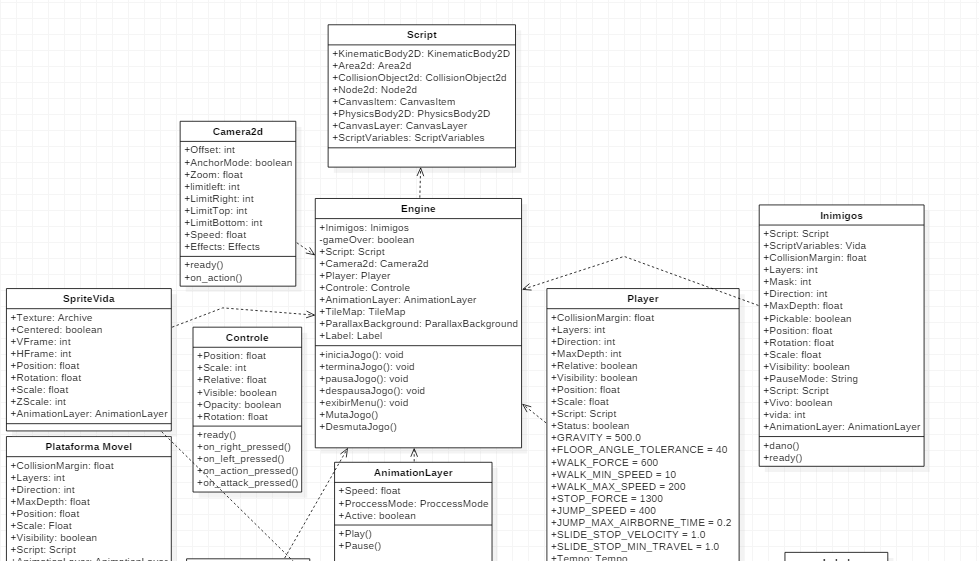 Script
+KinematicBody2D: KinematicBody2D
+Area2d: Area2d
+CollisionObject2d: CollisionObject2d
+Node2d: Node2d
+CanvasItem: CanvasItem
+PhysicsBody2D: PhysicsBody2D
+CanvasLayer: CanvasLayer
+ScriptVariables: ScriptVariables
Camera2d
+Offset: int
+AnchorMode: boolean
+Zoom: float
+limitleft: int
+LimitRight: int
+LimitTop: int
+LimitBottom: int
+Speed: float
+Effects: Effects
+ready()
+on_action()
Engine
+Inimigos: Inimigos
-gameOver: boolean
+Script: Script
+Camera2d: Camera2d
+Player: Player
+Controle: Controle
+AnimationLayer: AnimationLayer
+TileMap: TileMap
+ParallaxBackground: ParallaxBackground
+Label: Label
+iniciaJogo(): void
+terminaJogo(): void
+pausaJogo(): void
+despausaJogo(): void
+exibirMenu(): void
+MutaJogo()
+DesmutaJogo()
Inimigos
+Script: Script
+ScriptVariables: Vida
+CollisionMargin: float
+Layers: int
+Mask: int
+Direction: int
+MaxDepth: float
+Pickable: boolean
+Position: float
+Rotation: float
+Scale: float
+Visibility: boolean
+PauseMode: String
+Script: Script
+Vivo: boolean
+vida: int
+AnimationLayer: AnimationLayer
+dano()
+ready()
SpriteVida
+Texture: Archive
+Centered: boolean
+VFrame: int
+HFrame: int
+Position: float
+Rotation: float
+Scale: float
+ZScale: int
+AnimationLayer: AnimationLayer
Controle
+Position: float
+Scale: int
+Relative: float
+Visible: boolean
+Opacity: boolean
+Rotation: float
+ready()
+on_right_pressed()
+on_left_pressed()
+on_action_pressed()
+on_attack_pressed()
Player
+CollisionMargin: float
+Layers: int
+Direction: int
+MaxDepth: int
+Relative: boolean
+Visibility: boolean
+Position: float
+Scale: float
+Script: Script
+Status: boolean
+GRAVITY = 500.0
+FLOOR_ANGLE_TOLERANCE = 40
+WALK_FORCE = 600
+WALK_MIN_SPEED = 10
+WALK_MAX_SPEED = 200
+STOP_FORCE = 1300
+JUMP_SPEED = 400
+JUMP_MAX_AIRBORNE_TIME = 0.2
+SLIDE_STOP_VELOCITY = 1.0
+SLIDE_STOP_MIN_TRAVEL = 1.0
+Tempo: Tempo
Plataforma Movel
+CollisionMargin: float
+Layers: int
+Direction: int
+MaxDepth: float
+Position: float
+Scale: Float
+Visibility: boolean
+Script: Script
+AnimationLayer: AnimationLayer
AnimationLayer
+Speed: float
+ProccessMode: ProccessMode
+Active: boolean
+Play()
+Pause()